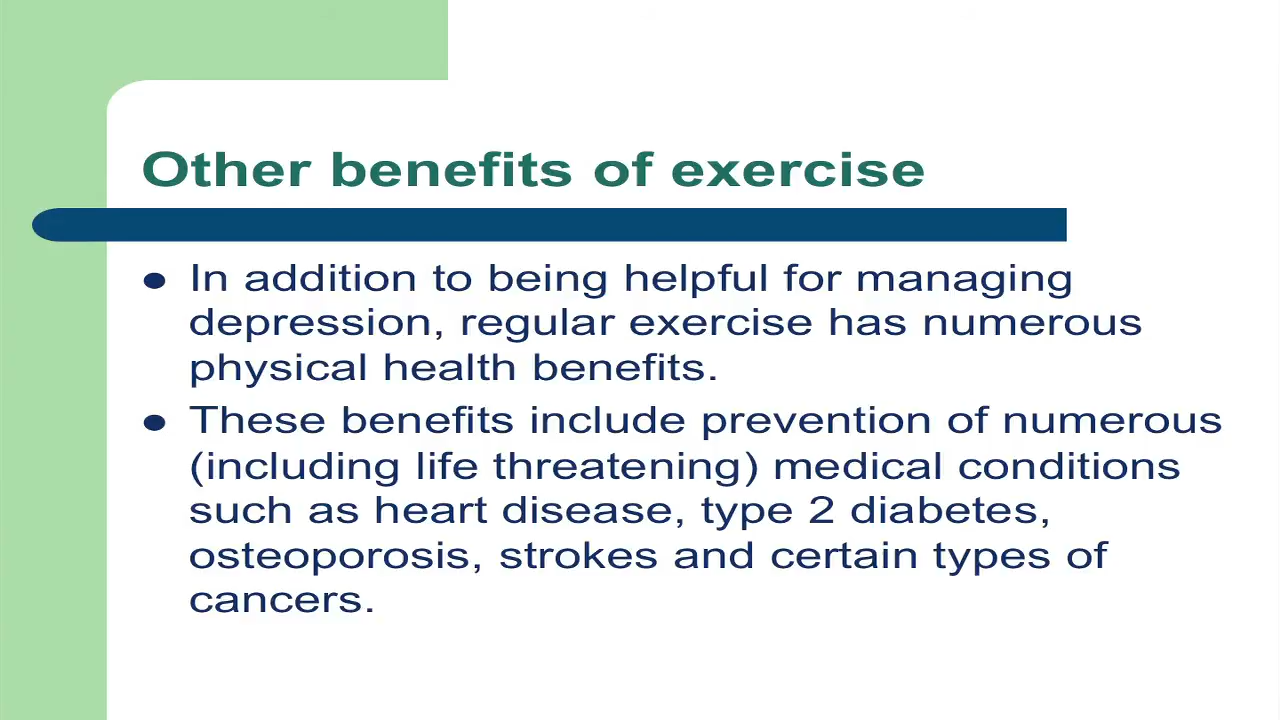 Other benefits of exercise
● In addition to being helpful for managing
depression, regular exercise has numerous
physical health benefits.
● These benefits include prevention of numerous
(including life threatening) medical conditions
such as heart disease, type 2 diabetes,
osteoporosis, strokes and certain types of
cancers.